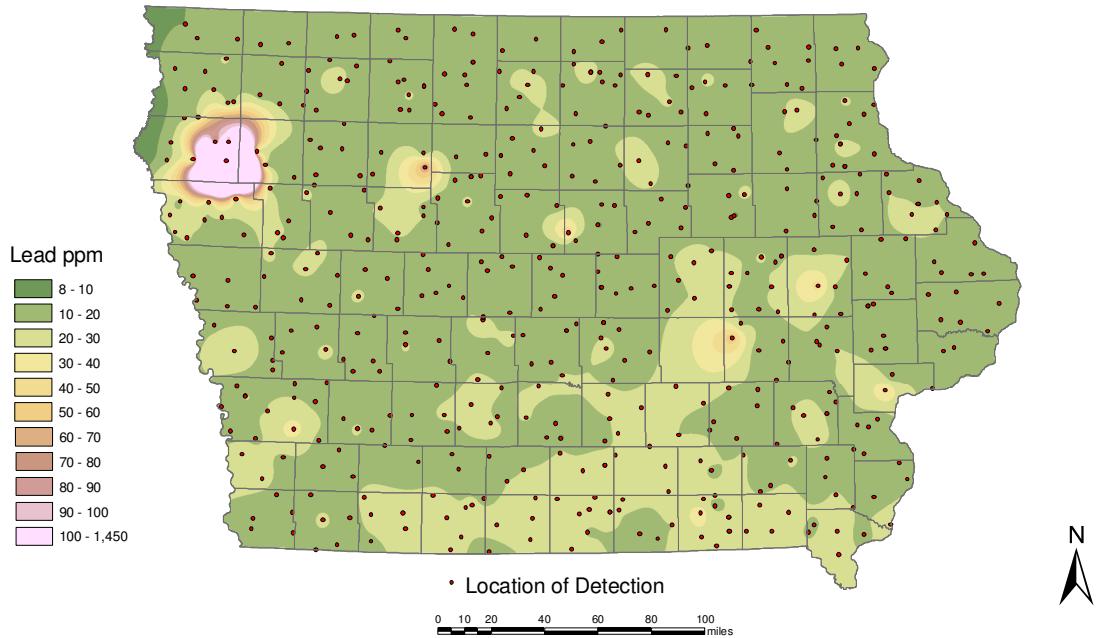 Lead ppm
8 - 10
10 - 20
20 - 30
30 - 40
40 - 50
50 - 60
60 - 70
70 - 80
80 - 90
90 - 100
100 - 1,450
Location of Detection
N
0 10 20 40 60 80 100
miles